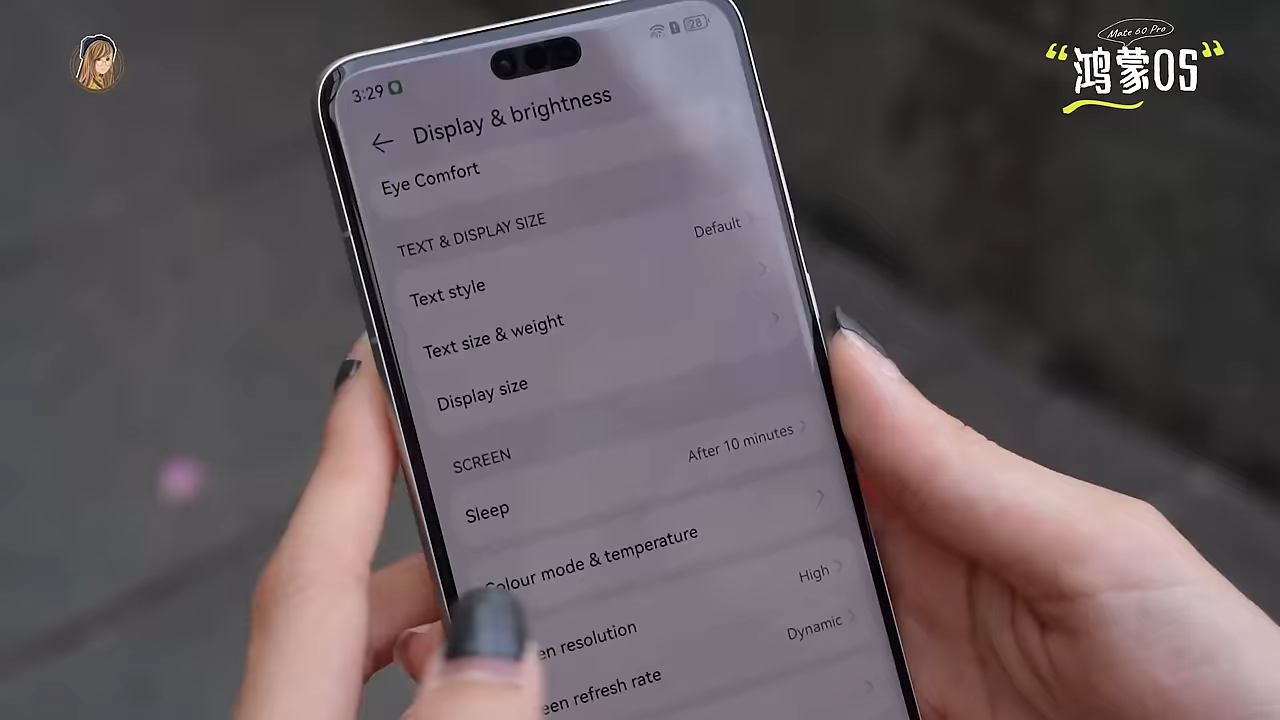 Mate 60 Pro
“鸿蒙OS”
3:29
28
Display & brightness
Eye Comfort
TEXT & DISPLAY SIZE
Text style Default
Text size & weight
Display size
SCREEN
Sleep After 10 minutes
Colour mode & temperature
en resolution High
een refresh rate Dynamic